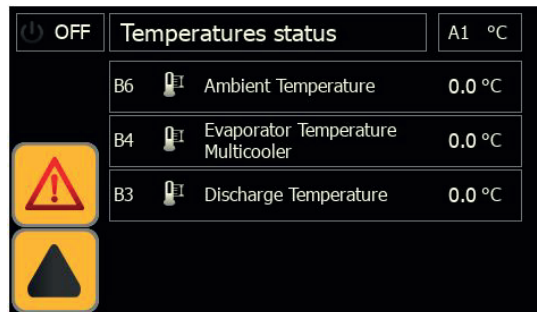 OFF Temperatures status A1 °C
B6 Ambient Temperature 0.0 °C
B4 Evaporator Temperature Multicooler 0.0 °C
B3 Discharge Temperature 0.0 °C